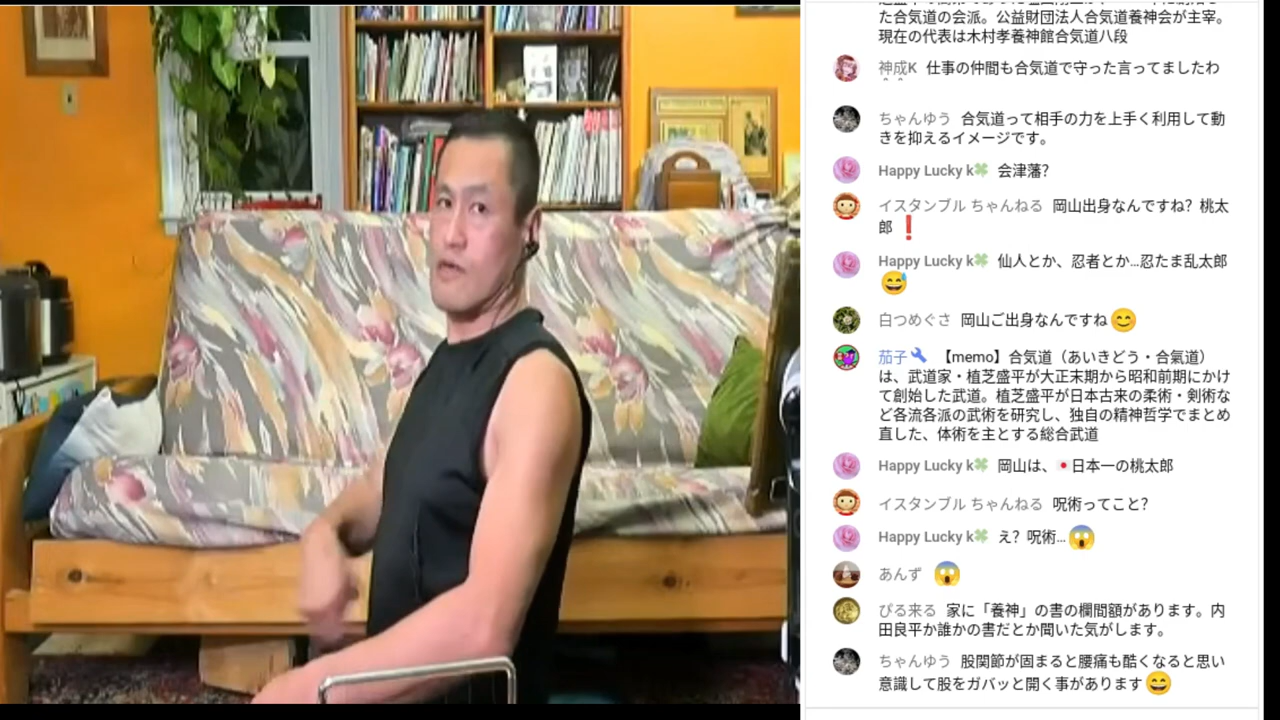 た合気道の会派。公益財団法人合気道養神会が主宰。
現在の代表は木村孝養神館合気道八段
神成K 仕事の仲間も合気道で守った言ってましたわ
ちゃんゆう 合気道って相手の力を上手く利用して動
きを抑えるイメージです。
Happy Lucky k🍀 会津藩?
イスタンブル ちゃんねる 岡山出身なんですね? 桃太
郎❗
Happy Lucky k🍀 仙人とか、忍者とか…忍たま乱太郎
😅
白つめぐさ 岡山ご出身なんですね😊
茄子🔧 【memo】合気道（あいきどう・合氣道）
は、武道家・植芝盛平が大正末期から昭和前期にかけ
て創始した武道。植芝盛平が日本古来の柔術・剣術な
ど各流各派の武術を研究し、独自の精神哲学でまとめ
直した、体術を主とする総合武道
Happy Lucky k🍀 岡山は、🇯🇵日本一の桃太郎
イスタンブル ちゃんねる 呪術ってこと?
Happy Lucky k🍀 え? 呪術…😱
あんず 😱
ぴる来る 家に「養神」の書の欄間額があります。内
田良平か誰かの書だとか聞いた気がします。
ちゃんゆう 股関節が固まると腰痛も酷くなると思い
意識して股をガバッと開く事があります😄